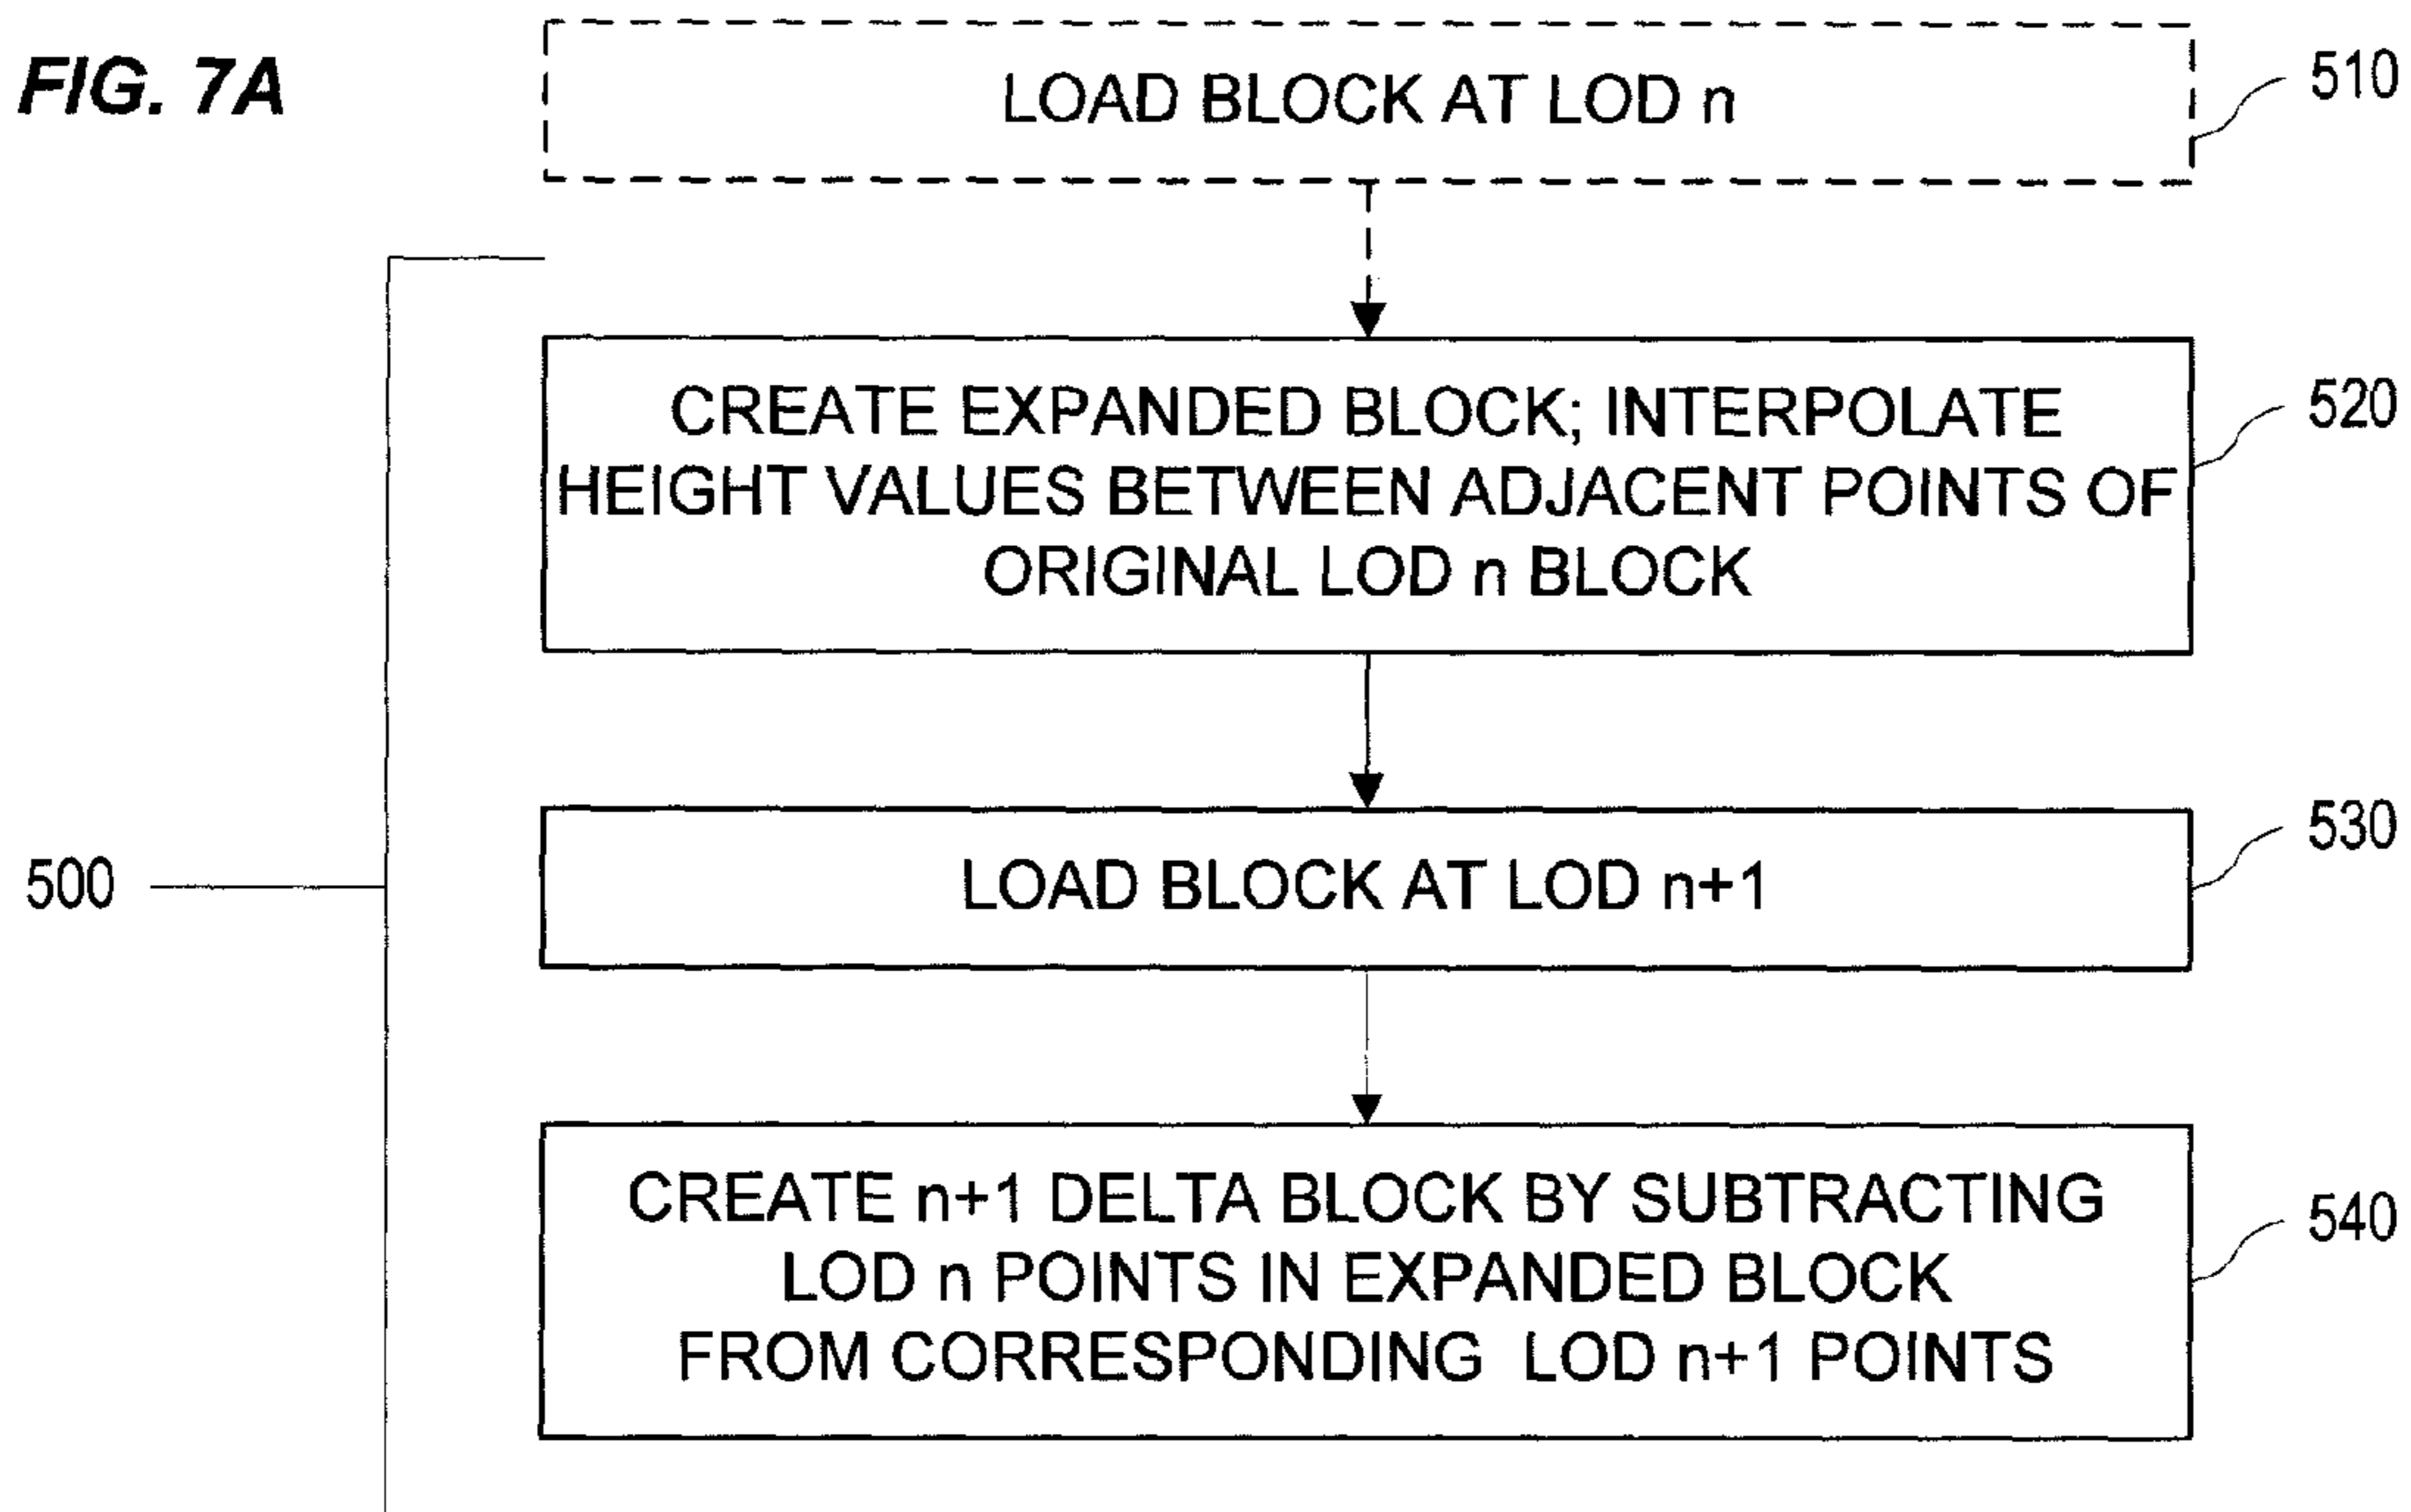 FIG. 7A
LOAD BLOCK AT LOD n
510
CREATE EXPANDED BLOCK; INTERPOLATE
HEIGHT VALUES BETWEEN ADJACENT POINTS OF
ORIGINAL LOD n BLOCK
520
LOAD BLOCK AT LOD n+1
530
500
CREATE n+1 DELTA BLOCK BY SUBTRACTING
LOD n POINTS IN EXPANDED BLOCK
FROM CORRESPONDING LOD n+1 POINTS
540